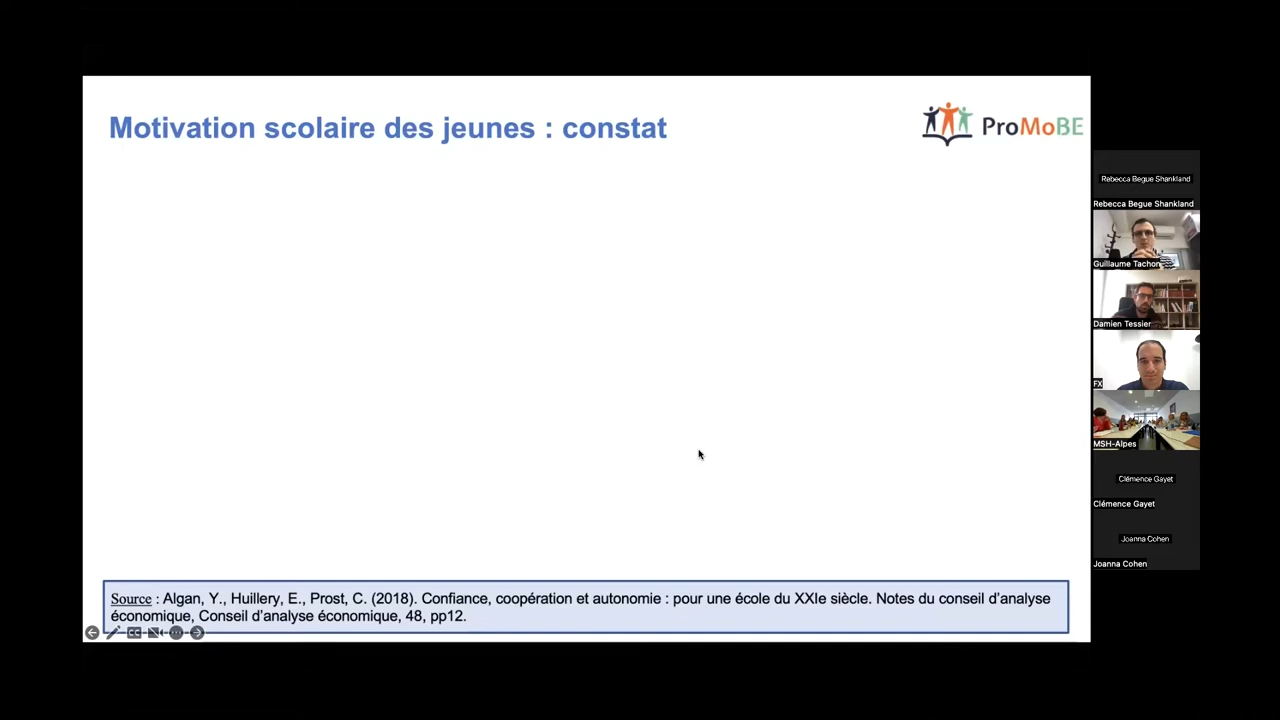 Motivation scolaire des jeunes : constat
ProMoBE
Rebecca Begue Shankland
Rebecca Begue Shankland
Guillaume Tachon
Damien Tessier
FX
MSH-Alpes
Clémence Gayet
Clémence Gayet
Joanna Cohen
Joanna Cohen
Source : Algan, Y., Huillery, E., Prost, C. (2018). Confiance, coopération et autonomie : pour une école du XXIe siècle. Notes du conseil d’analyse
économique, Conseil d’analyse économique, 48, pp12.
CC